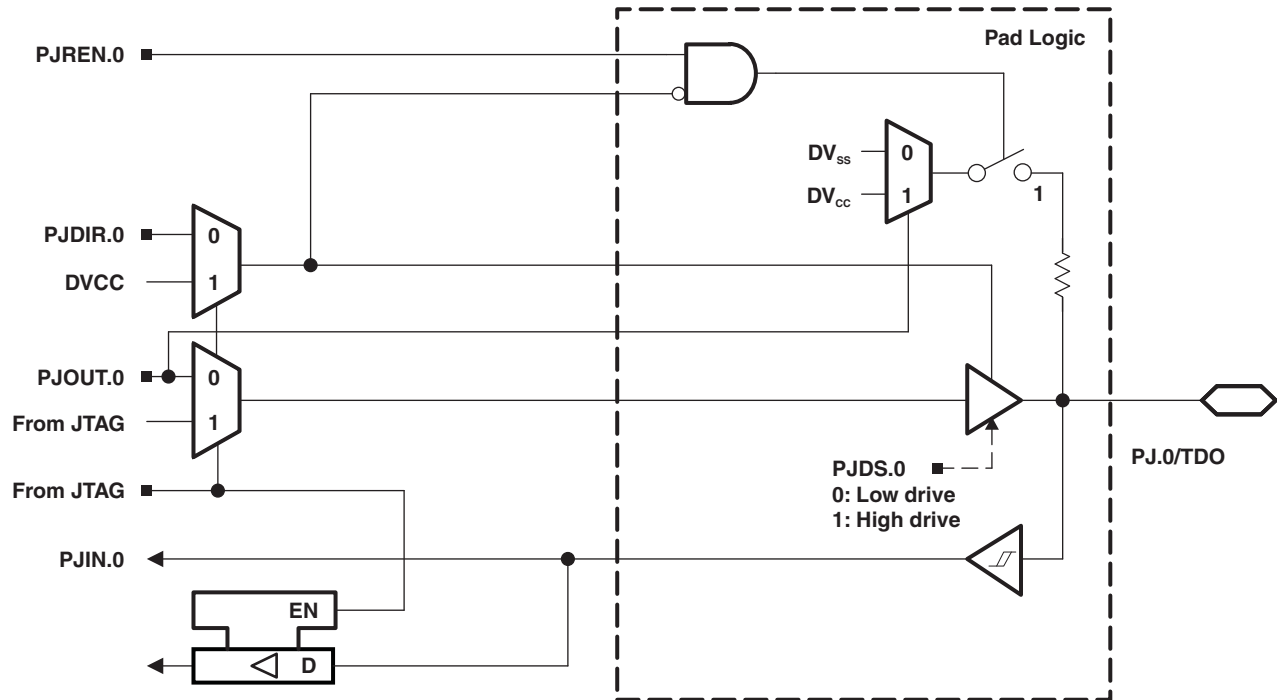 Pad Logic
PJREN.0
DVss
0
DVcc
1
1
PJDIR.0
0
DVCC
1
PJOUT.0
0
From JTAG
1
PJDS.0
0: Low drive
1: High drive
PJ.0/TDO
From JTAG
PJIN.0
EN
D